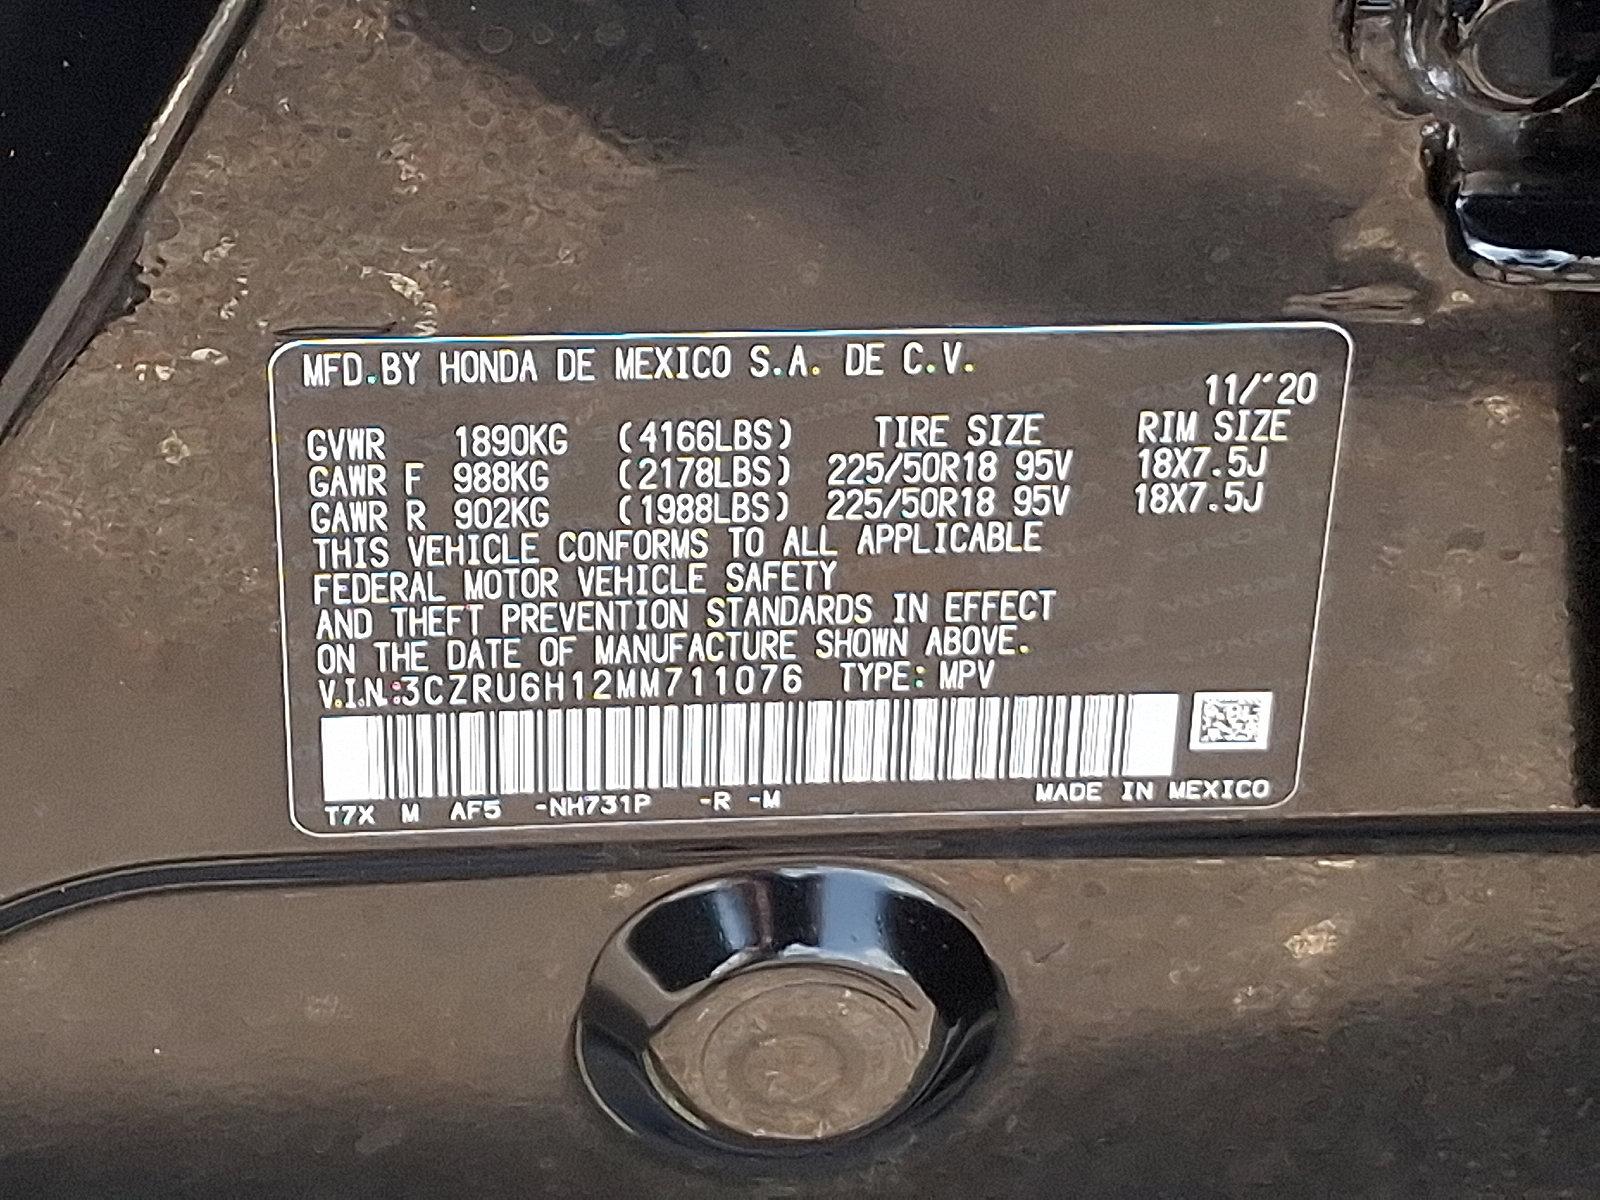 MFD.BY HONDA DE MEXICO S.A. DE C.V.
11/'20
GVWR 1890KG (4166LBS) TIRE SIZE RIM SIZE
GAWR F 988KG (2178LBS) 225/50R18 95V 18X7.5J
GAWR R 902KG (1988LBS) 225/50R18 95V 18X7.5J
THIS VEHICLE CONFORMS TO ALL APPLICABLE
FEDERAL MOTOR VEHICLE SAFETY
AND THEFT PREVENTION STANDARDS IN EFFECT
ON THE DATE OF MANUFACTURE SHOWN ABOVE.
V.I.N.:3CZRU6H12MM711076 TYPE: MPV
T7X M AF5 -NH731P -R -M MADE IN MEXICO